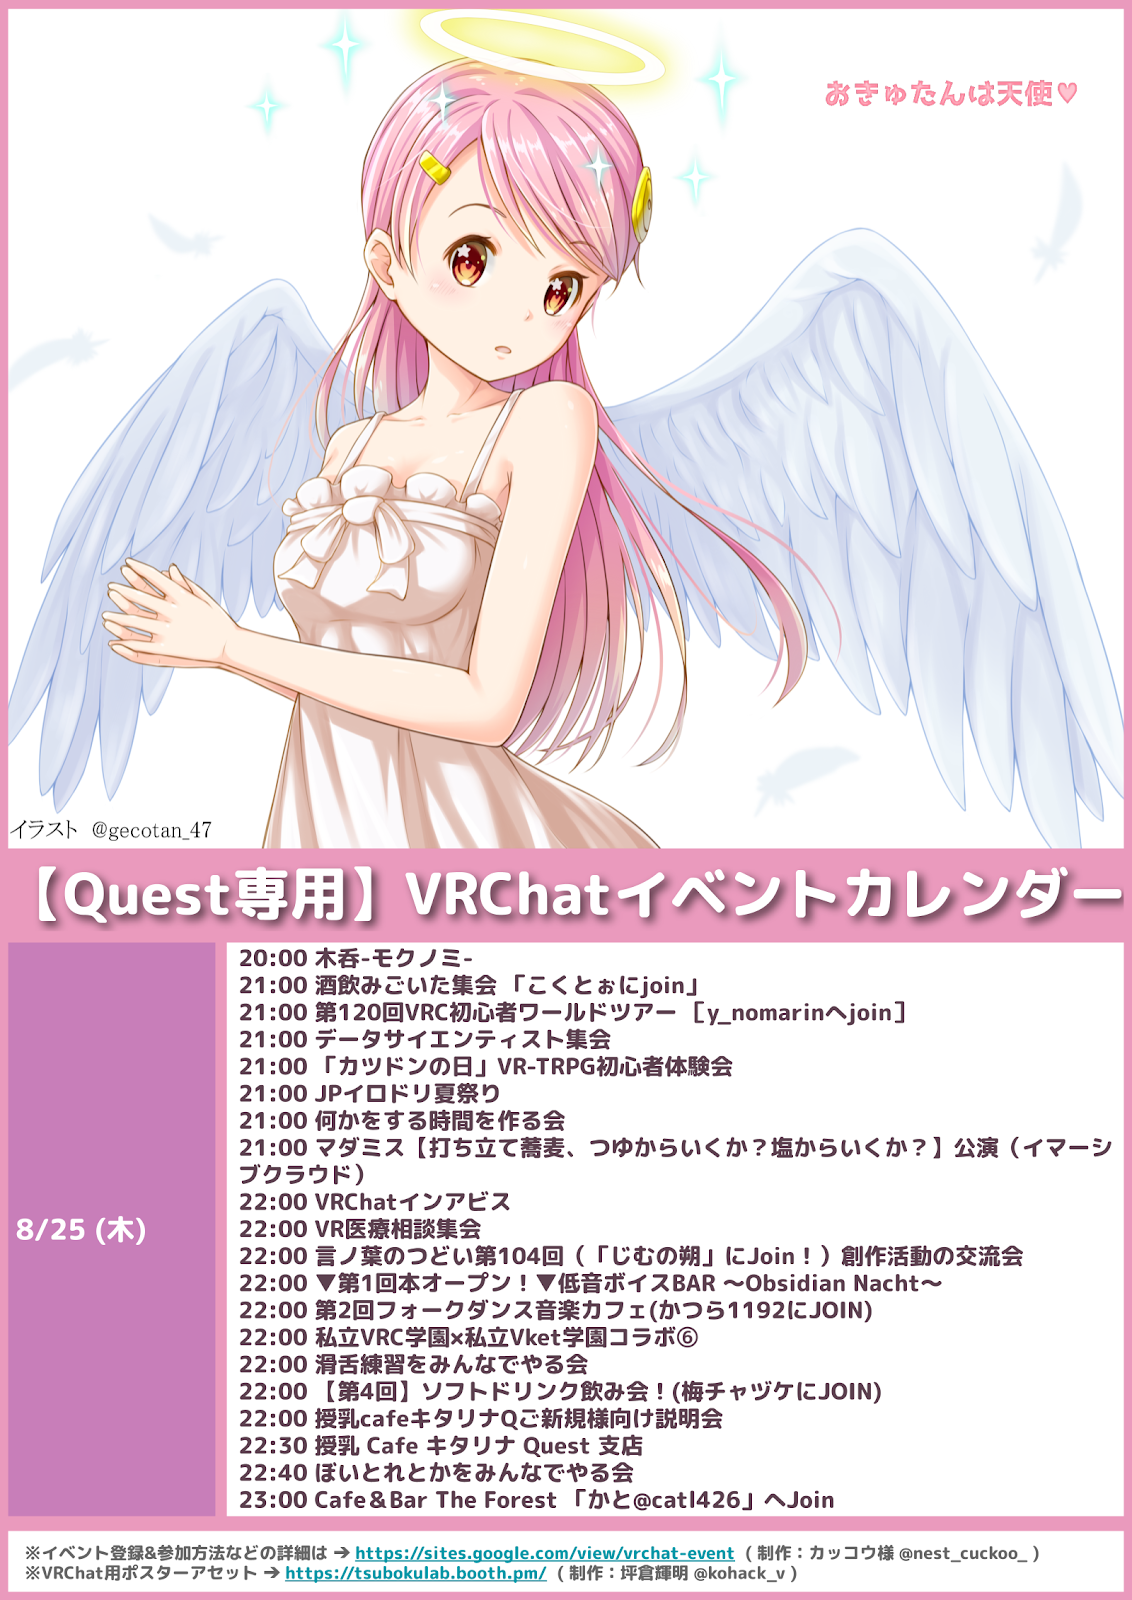 おきゅたんは天使♥
イラスト @gecotan_47
【Quest専用】VRChatイベントカレンダー
8/25 (木)
20:00 木呑-モクノミ-
21:00 酒飲みごいた集会 「こくとぉにjoin」
21:00 第120回VRC初心者ワールドツアー ［y_nomarinへjoin］
21:00 データサイエンティスト集会
21:00 「カツドンの日」VR-TRPG初心者体験会
21:00 JPイロドリ夏祭り
21:00 何かをする時間を作る会
21:00 マダミス【打ち立て蕎麦、つゆからいくか？塩からいくか？】公演（イマーシ
ブクラウド）
22:00 VRChatインアビス
22:00 VR医療相談集会
22:00 言ノ葉のつどい第104回（「じむの朔」にJoin！）創作活動の交流会
22:00 ▼第1回本オープン！▼低音ボイスBAR 〜Obsidian Nacht〜
22:00 第2回フォークダンス音楽カフェ(かつら1192にJOIN)
22:00 私立VRC学園×私立Vket学園コラボ⑥
22:00 滑舌練習をみんなでやる会
22:00 【第4回】ソフトドリンク飲み会！(梅チャヅケにJOIN)
22:00 授乳cafeキタリナQご新規様向け説明会
22:30 授乳 Cafe キタリナ Quest 支店
22:40 ぼいとれとかをみんなでやる会
23:00 Cafe＆Bar The Forest 「かと@catl426」へJoin
※イベント登録&参加方法などの詳細は ➔ https://sites.google.com/view/vrchat-event （ 制作：カッコウ様 @nest_cuckoo_ ）
※VRChat用ポスターアセット ➔ https://tsubokulab.booth.pm/ （ 制作：坪倉輝明 @kohack_v ）